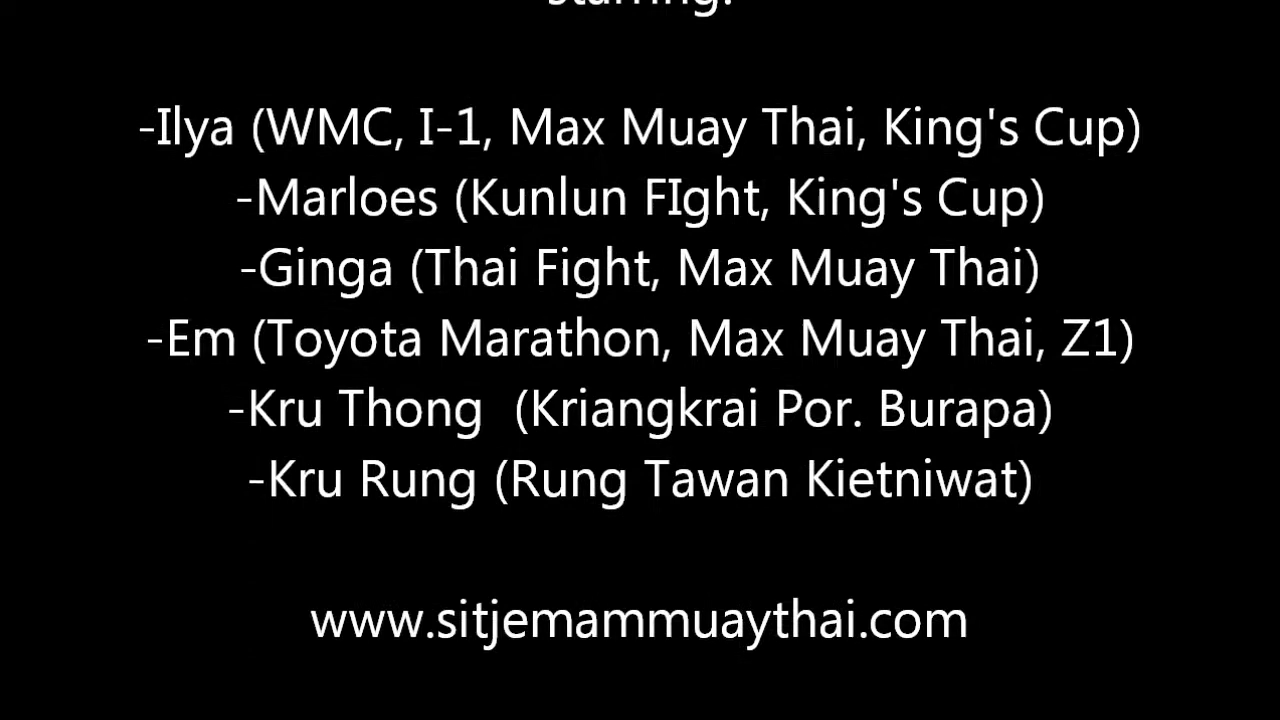 starring:
-Ilya (WMC, I-1, Max Muay Thai, King's Cup)
-Marloes (Kunlun FIght, King's Cup)
-Ginga (Thai Fight, Max Muay Thai)
-Em (Toyota Marathon, Max Muay Thai, Z1)
-Kru Thong  (Kriangkrai Por. Burapa)
-Kru Rung (Rung Tawan Kietniwat)
www.sitjemammuaythai.com